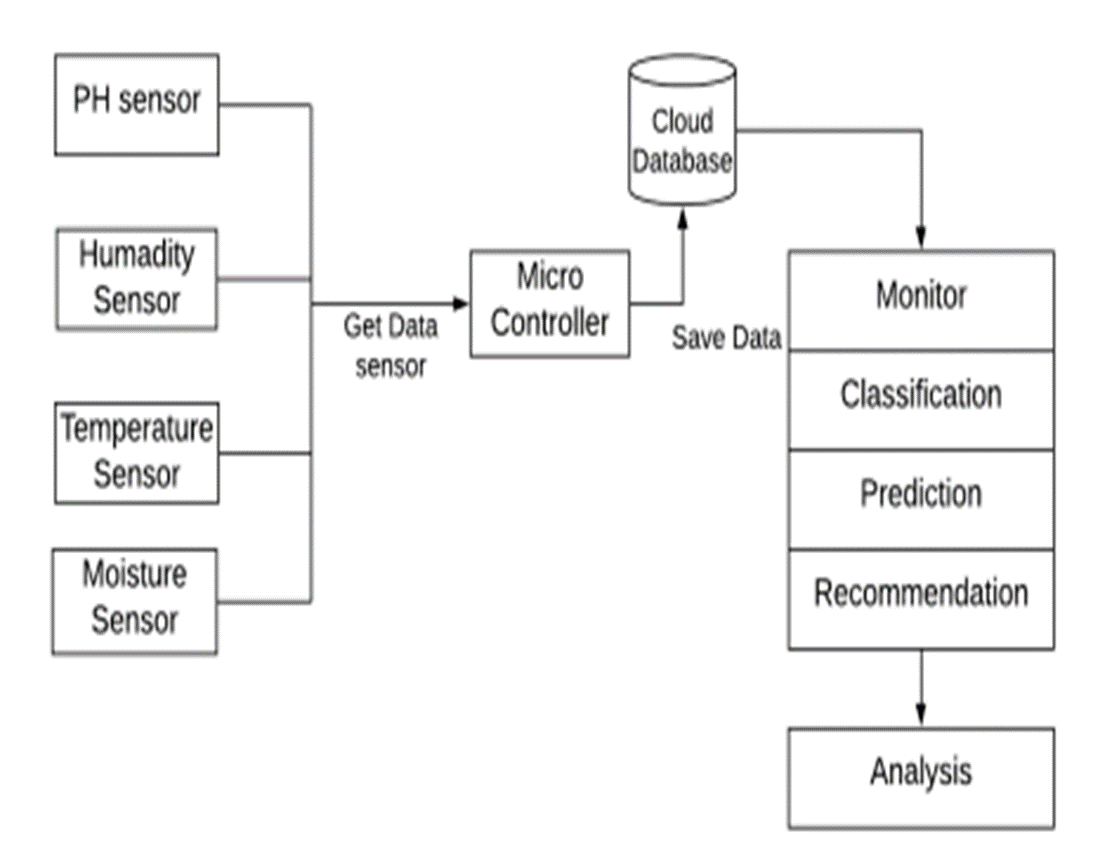 PH sensor
Humadity
Sensor
Temperature
Sensor
Moisture
Sensor
Get Data
sensor
Micro
Controller
Cloud
Database
Save Data
Monitor
Classification
Prediction
Recommendation
Analysis